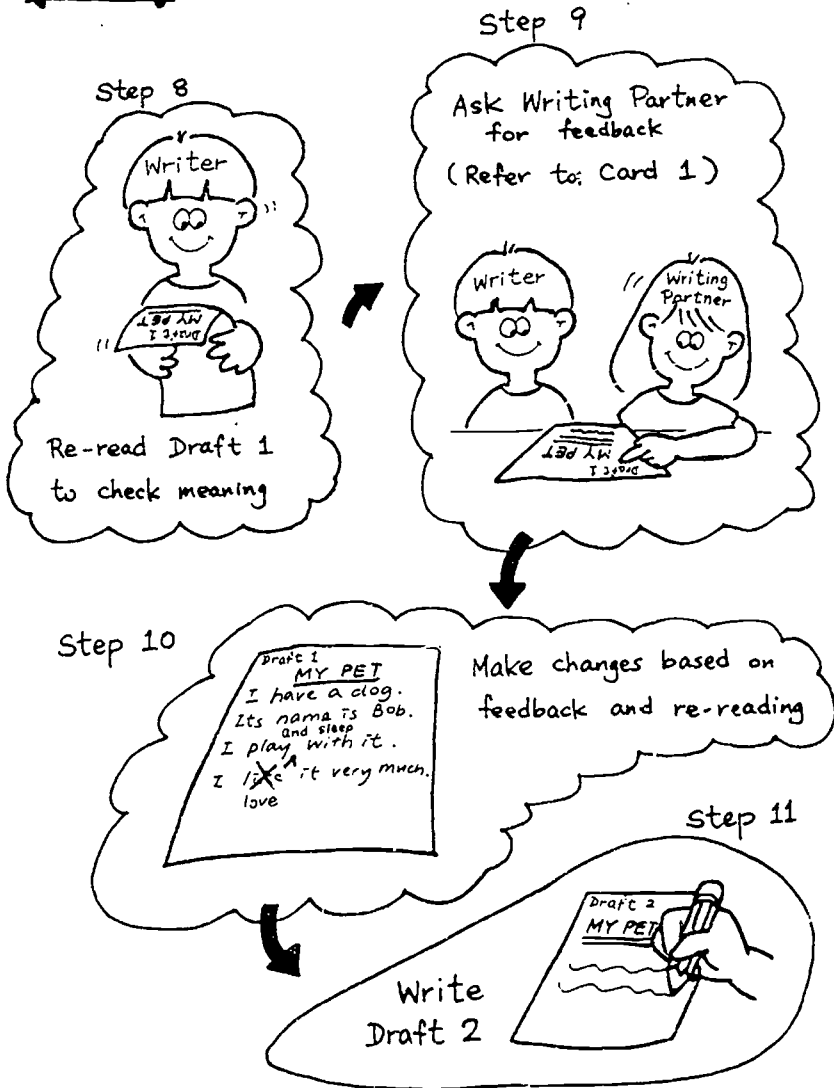 Step 8
Writer
Draft 1
MY PET
Re-read Draft 1
to check meaning
Step 9
Ask Writing Partner
for feedback
(Refer to: Card 1)
Writer
Writing
Partner
Draft 1
MY PET
Step 10
Draft 1
MY PET
I have a dog.
Its name is Bob.
and sleep
I play with it.
I like it very much.
love
Make changes based on
feedback and re-reading
Step 11
Draft 2
MY PET
Write
Draft 2